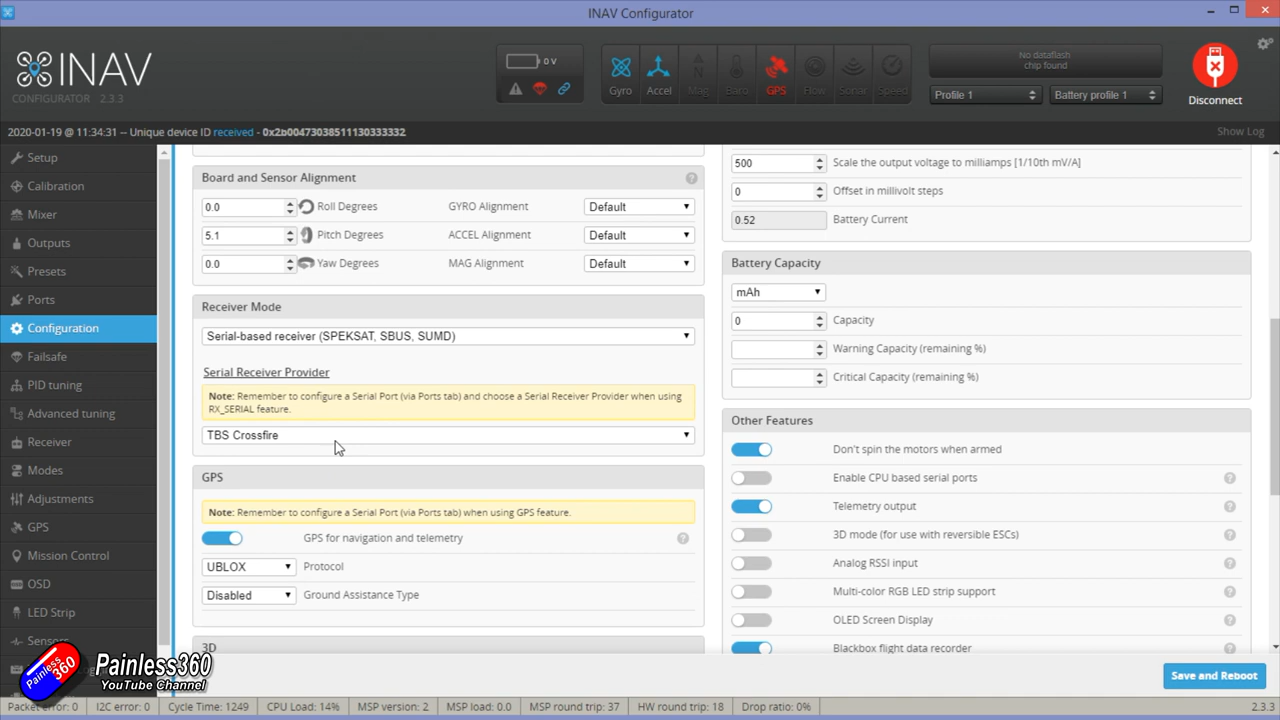 INAV Configurator
INAV
CONFIGURATOR 2.3.3
0 V
Gyro
Accel
Mag
Baro
GPS
Flow
Sonar
Speed
No dataflash
chip found
Profile 1
Battery profile 1
Disconnect
2020-01-19 @ 11:34:31 -- Unique device ID received - 0x2b00473038511130333332
Show Log
Setup
Calibration
Mixer
Outputs
Presets
Ports
Configuration
Failsafe
PID tuning
Advanced tuning
Receiver
Modes
Adjustments
GPS
Mission Control
OSD
LED Strip
Sensors
Board and Sensor Alignment
0.0 Roll Degrees GYRO Alignment Default
5.1 Pitch Degrees ACCEL Alignment Default
0.0 Yaw Degrees MAG Alignment Default
Receiver Mode
Serial-based receiver (SPEKSAT, SBUS, SUMD)
Serial Receiver Provider
Note: Remember to configure a Serial Port (via Ports tab) and choose a Serial Receiver Provider when using
RX_SERIAL feature.
TBS Crossfire
GPS
Note: Remember to configure a Serial Port (via Ports tab) when using GPS feature.
GPS for navigation and telemetry
UBLOX Protocol
Disabled Ground Assistance Type
3D
500 Scale the output voltage to milliamps [1/10th mV/A]
0 Offset in millivolt steps
0.52 Battery Current
Battery Capacity
mAh
0 Capacity
Warning Capacity (remaining %)
Critical Capacity (remaining %)
Other Features
Don't spin the motors when armed
Enable CPU based serial ports
Telemetry output
3D mode (for use with reversible ESCs)
Analog RSSI input
Multi-color RGB LED strip support
OLED Screen Display
Blackbox flight data recorder
Save and Reboot
Painless360
Painless360
YouTube Channel
Packet error: 0 I2C error: 0 Cycle Time: 1249 CPU Load: 14% MSP version: 2 MSP load: 0.0 MSP round trip: 37 HW round trip: 18 Drop ratio: 0% 2.3.3